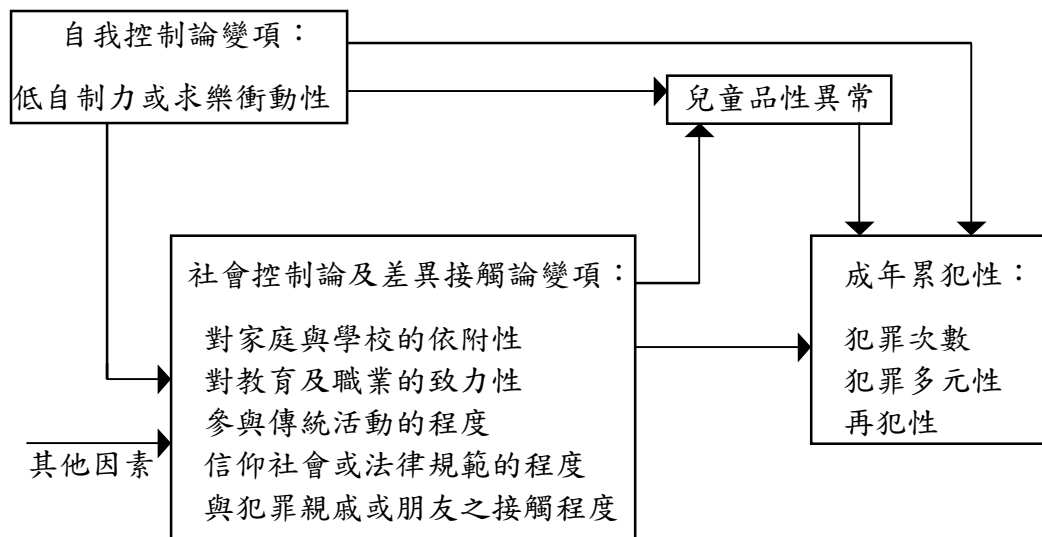 自我控制論變項：
低自制力或求樂衝動性
兒童品性異常
社會控制論及差異接觸論變項：
對家庭與學校的依附性
對教育及職業的致力性
參與傳統活動的程度
信仰社會或法律規範的程度
與犯罪親戚或朋友之接觸程度
其他因素
成年累犯性：
犯罪次數
犯罪多元性
再犯性